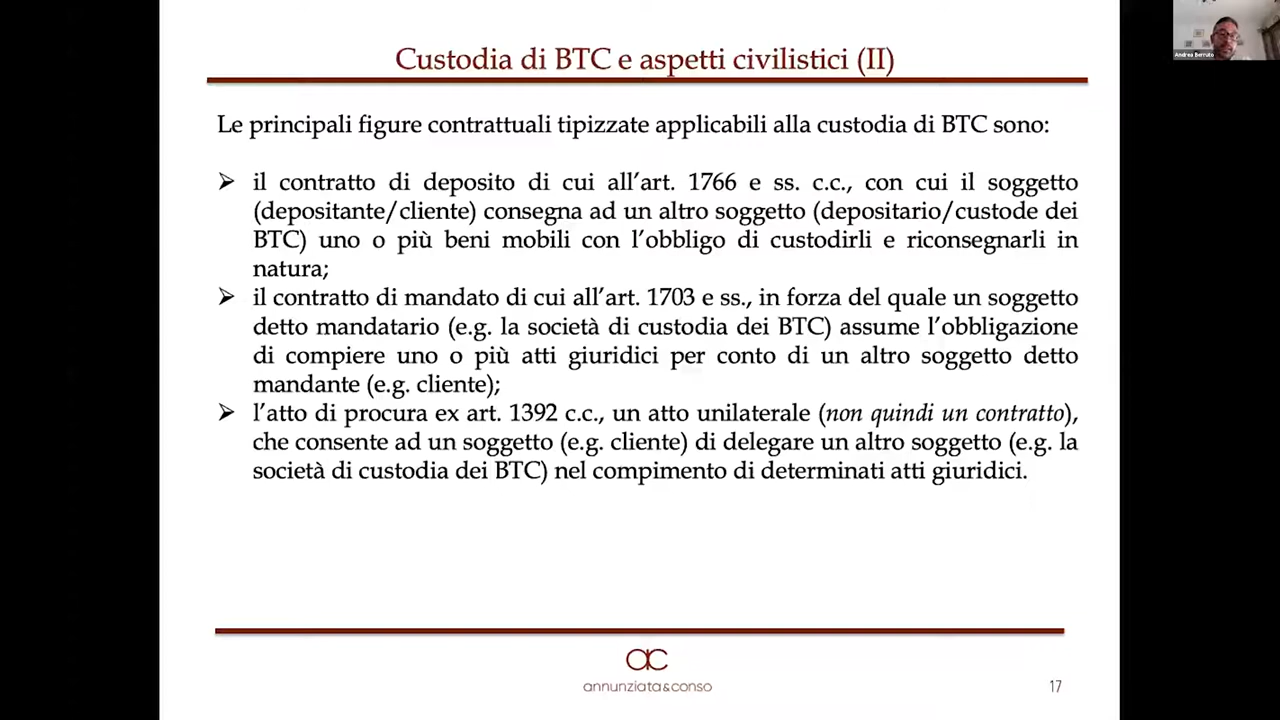 Custodia di BTC e aspetti civilistici (II)
Andrea Berruto
Le principali figure contrattuali tipizzate applicabili alla custodia di BTC sono:
➢ il contratto di deposito di cui all’art. 1766 e ss. c.c., con cui il soggetto
(depositante/cliente) consegna ad un altro soggetto (depositario/custode dei
BTC) uno o più beni mobili con l’obbligo di custodirli e riconsegnarli in
natura;
➢ il contratto di mandato di cui all’art. 1703 e ss., in forza del quale un soggetto
detto mandatario (e.g. la società di custodia dei BTC) assume l’obbligazione
di compiere uno o più atti giuridici per conto di un altro soggetto detto
mandante (e.g. cliente);
➢ l’atto di procura ex art. 1392 c.c., un atto unilaterale (non quindi un contratto),
che consente ad un soggetto (e.g. cliente) di delegare un altro soggetto (e.g. la
società di custodia dei BTC) nel compimento di determinati atti giuridici.
annunziata&conso
17